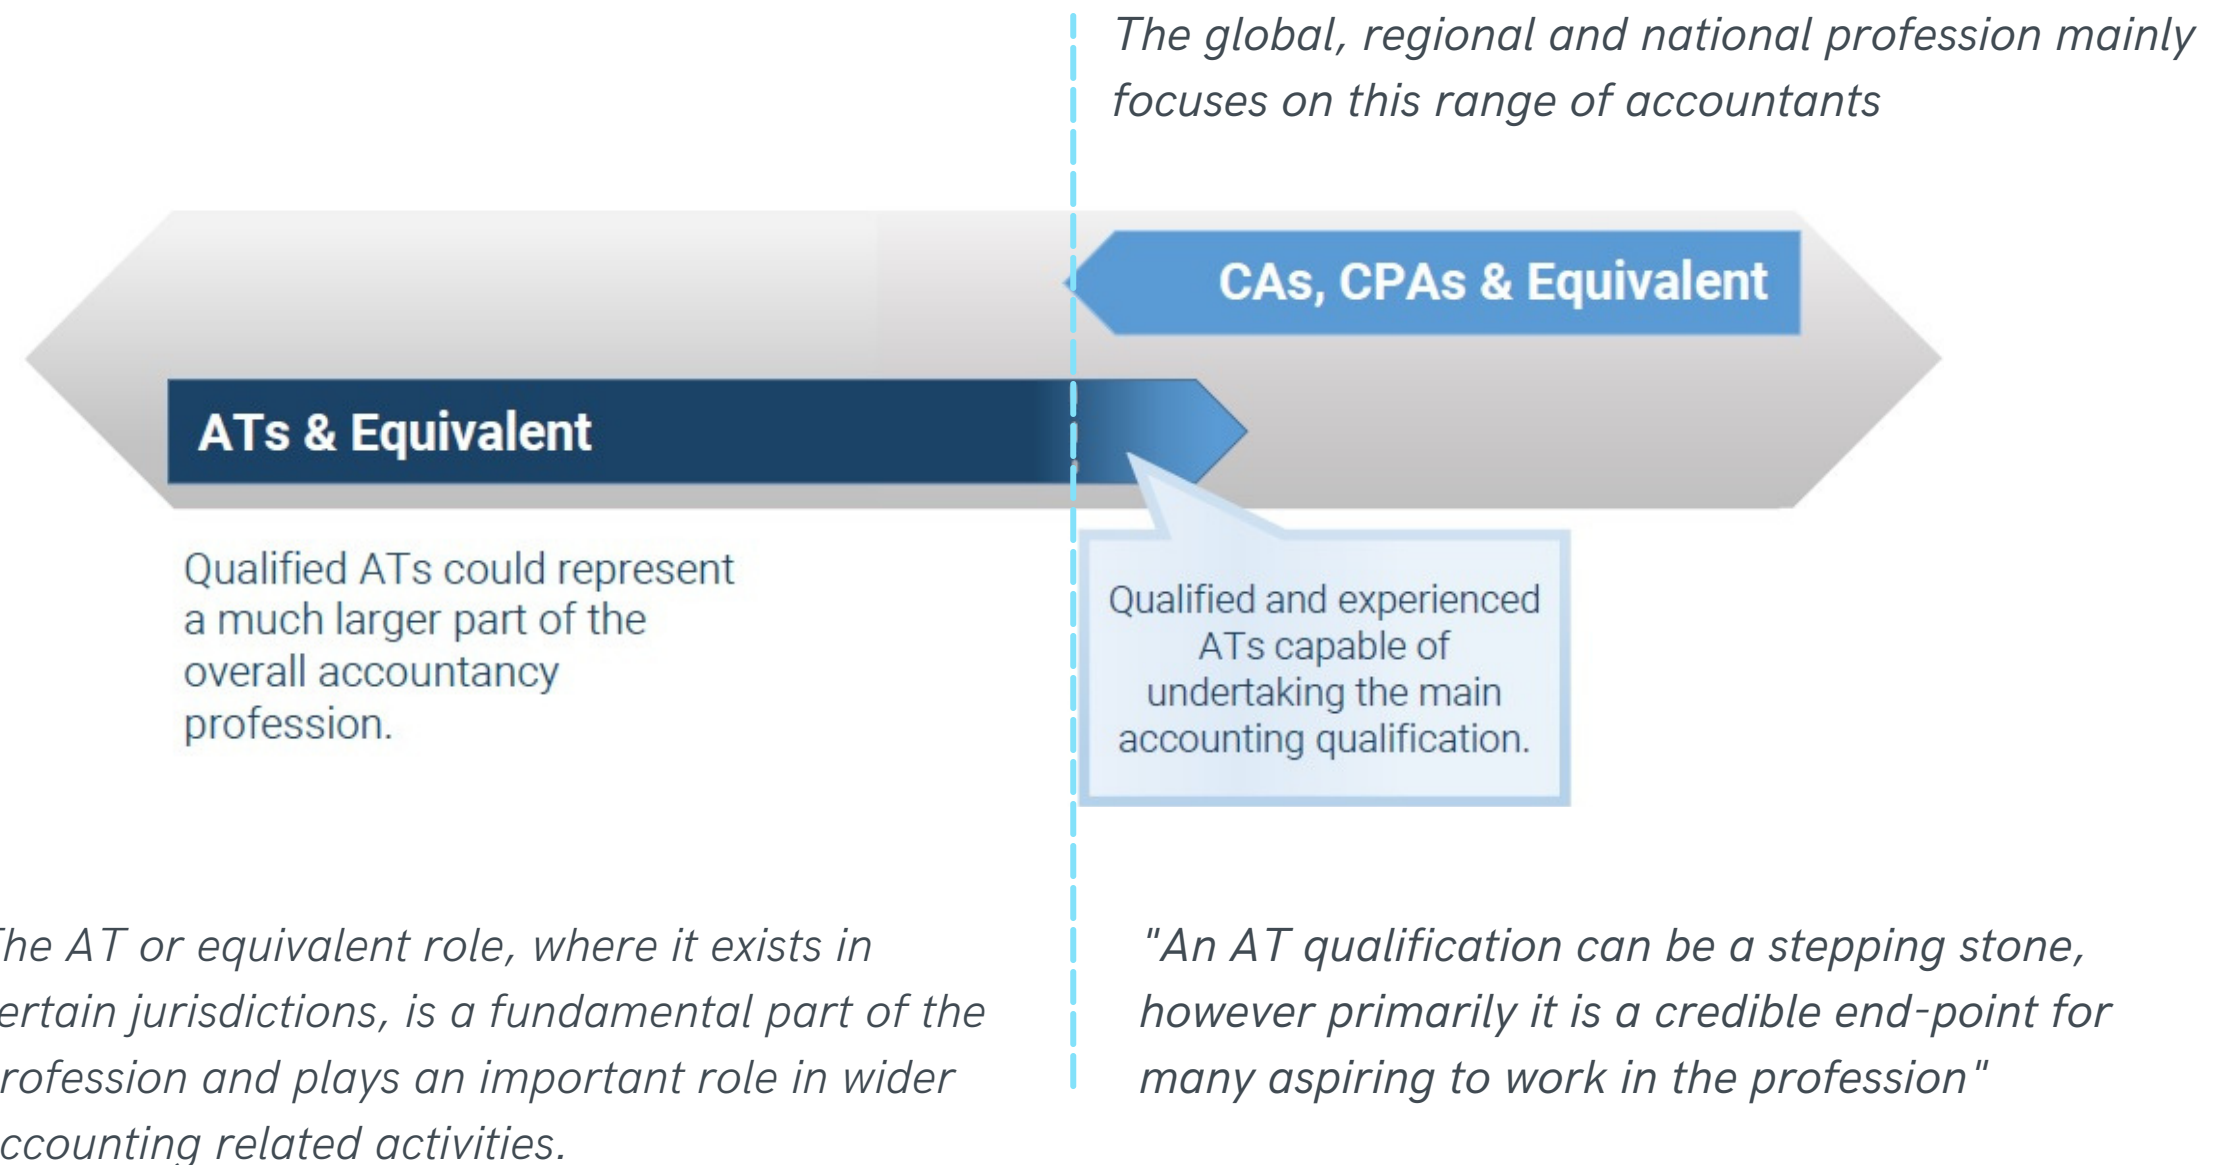 The global, regional and national profession mainly
focuses on this range of accountants
CAs, CPAs & Equivalent
ATs & Equivalent
Qualified ATs could represent
a much larger part of the
overall accountancy
profession.
Qualified and experienced
ATs capable of
undertaking the main
accounting qualification.
The AT or equivalent role, where it exists in
ertain jurisdictions, is a fundamental part of the
rofession and plays an important role in wider
ccounting related activities.
"An AT qualification can be a stepping stone,
however primarily it is a credible end-point for
many aspiring to work in the profession"